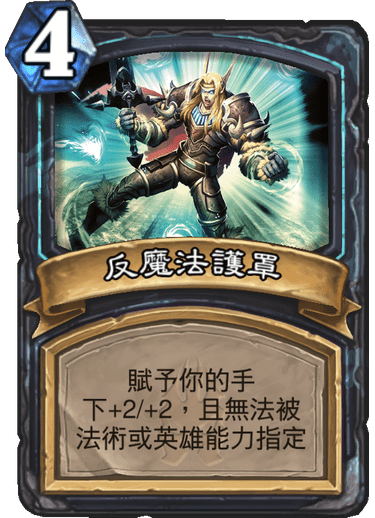 4
反魔法護罩
賦予你的手
下+2/+2，且無法被
法術或英雄能力指定